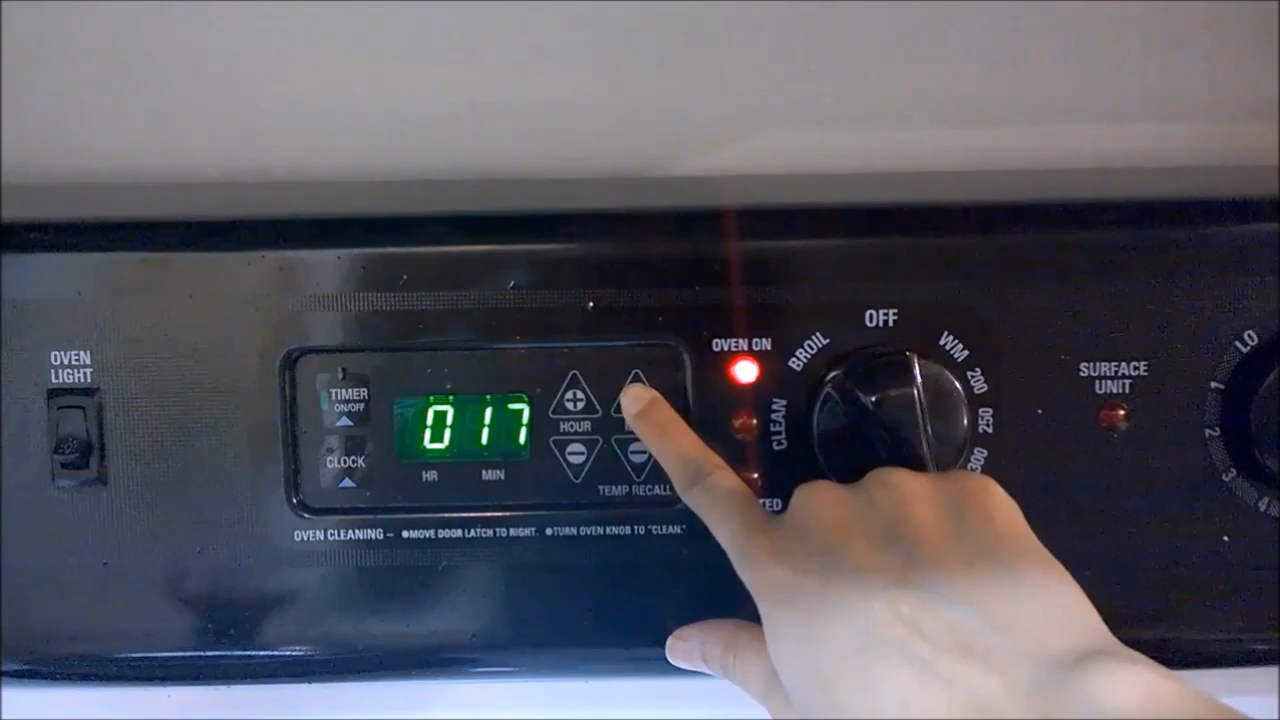 OVEN
LIGHT
TIMER
ON/OFF
CLOCK
017
HR MIN
+
HOUR
−
−
TEMP RECALL
OVEN CLEANING – ●MOVE DOOR LATCH TO RIGHT. ●TURN OVEN KNOB TO "CLEAN."
OVEN ON
CLEAN
BROIL
OFF
WM
200
250
300
SURFACE
UNIT
LO
1
2
3
4